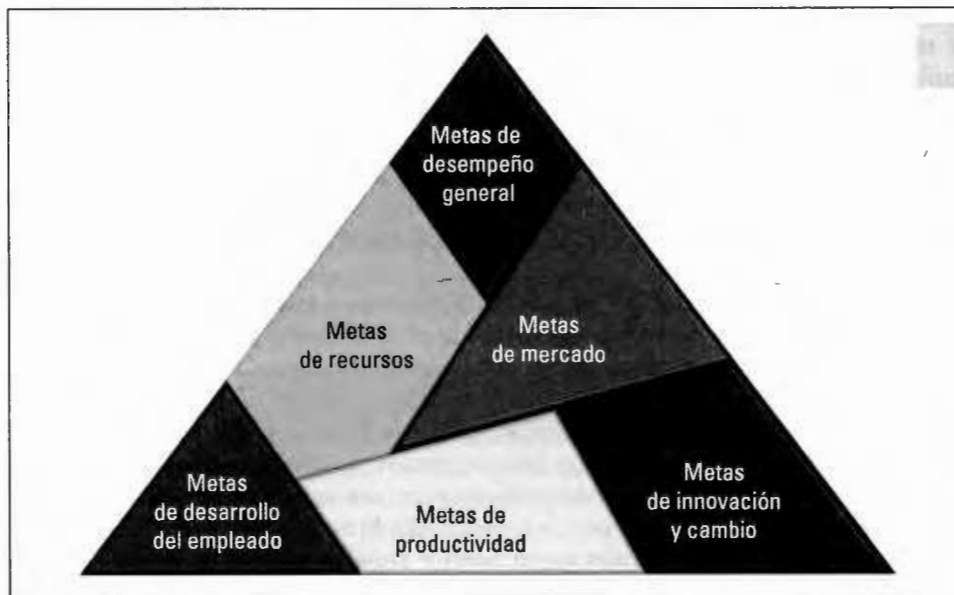 Metas de
desempeño
general
Metas
de recursos
Metas
de mercado
Metas
de desarrollo
del empleado
Metas de
productividad
Metas
de innovación
y cambio